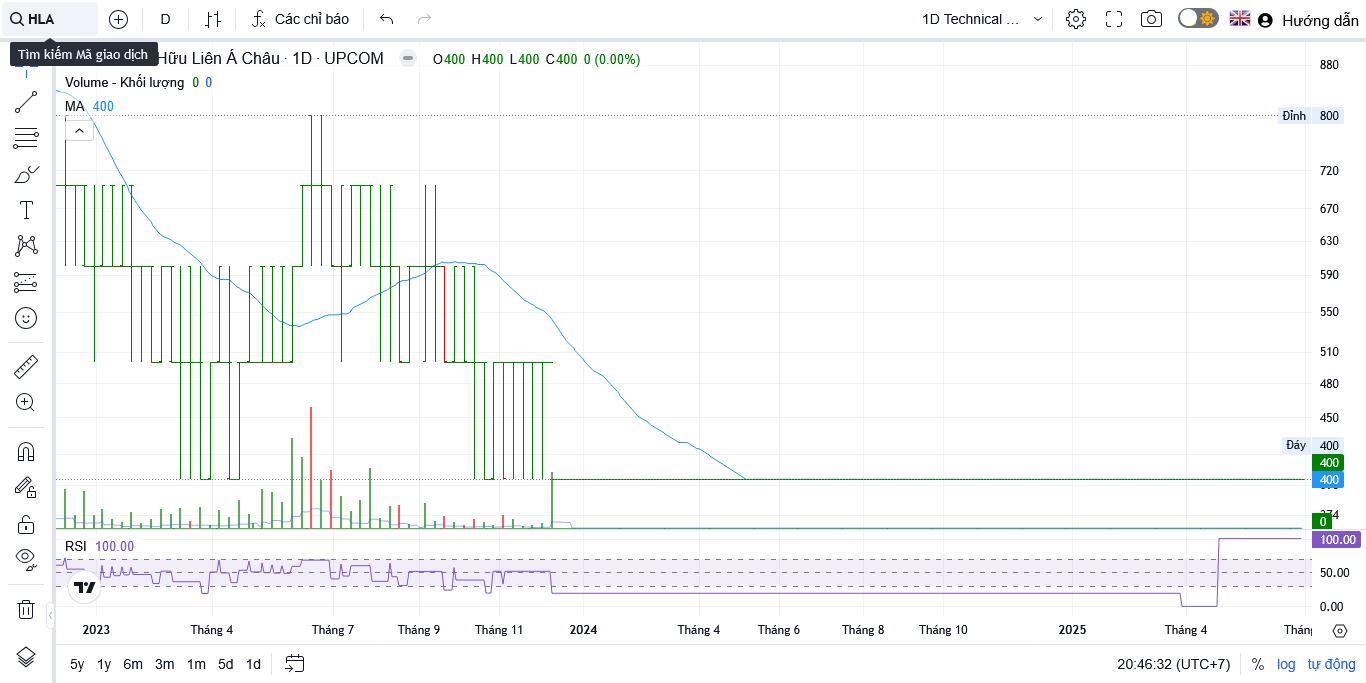 HLA
D
Các chỉ báo
1D Technical ...
Hướng dẫn
Tìm kiếm Mã giao dịch
Hữu Liên Á Châu · 1D · UPCOM
O400 H400 L400 C400 0 (0.00%)
Volume - Khối lượng 0 0
MA 400
880
Đỉnh 800
720
670
630
590
550
510
480
450
Đáy 400
400
400
0
RSI 100.00
100.00
50.00
0.00
2023 Tháng 4 Tháng 7 Tháng 9 Tháng 11 2024 Tháng 4 Tháng 6 Tháng 8 Tháng 10 2025 Tháng 4
5y 1y 6m 3m 1m 5d 1d
20:46:32 (UTC+7) % log tự động